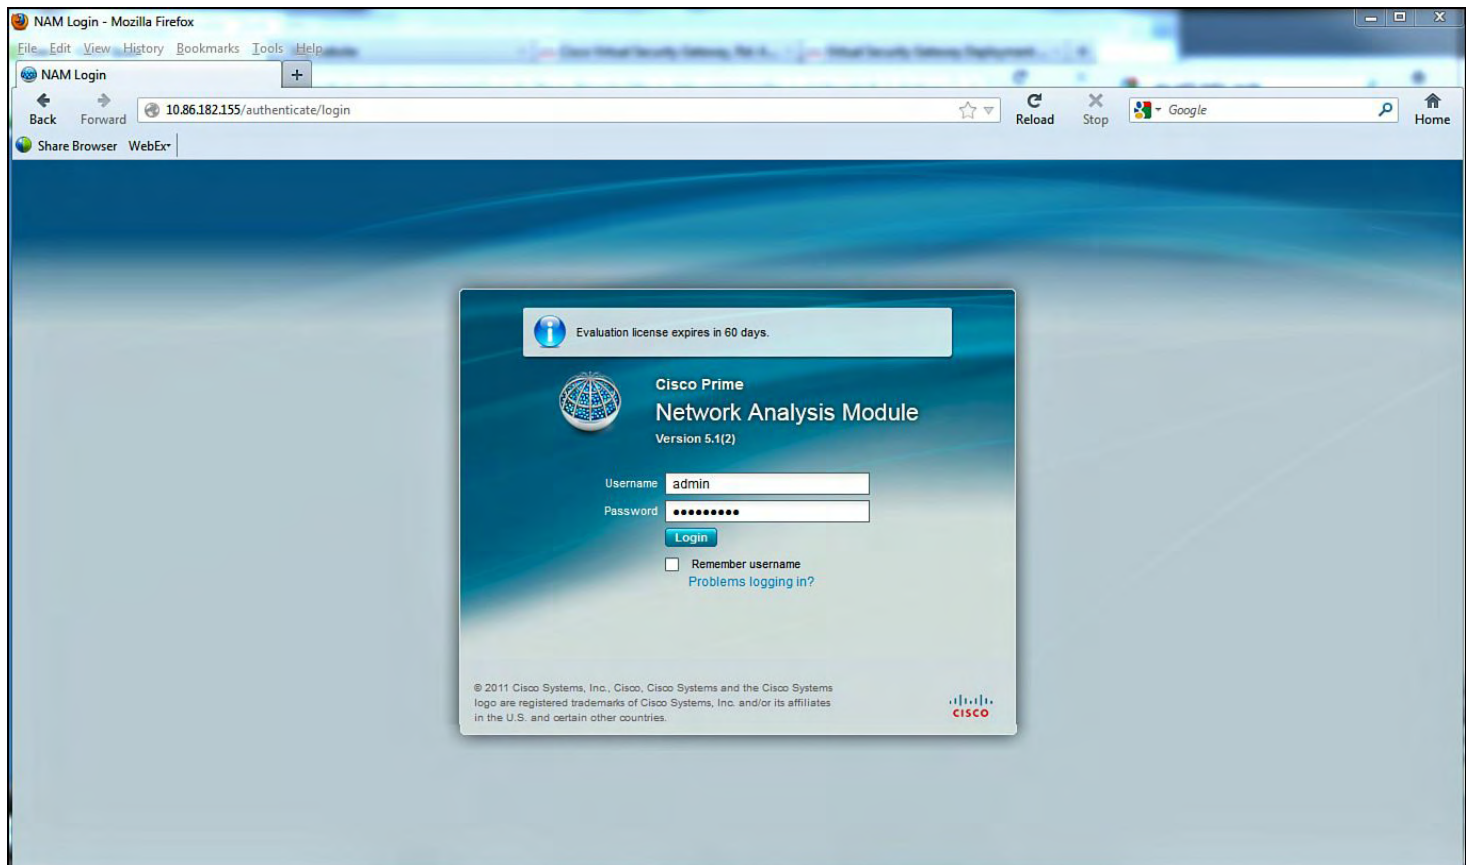 NAM Login - Mozilla Firefox
File Edit View History Bookmarks Tools Help
NAM Login +
Back Forward 10.86.182.155/authenticate/login Reload Stop Google Home
Share Browser WebEx
Evaluation license expires in 60 days.
Cisco Prime
Network Analysis Module
Version 5.1(2)
Username admin
Password •••••••••
Login
Remember username
Problems logging in?
© 2011 Cisco Systems, Inc., Cisco, Cisco Systems and the Cisco Systems
logo are registered trademarks of Cisco Systems, Inc. and/or its affiliates
in the U.S. and certain other countries.
CISCO